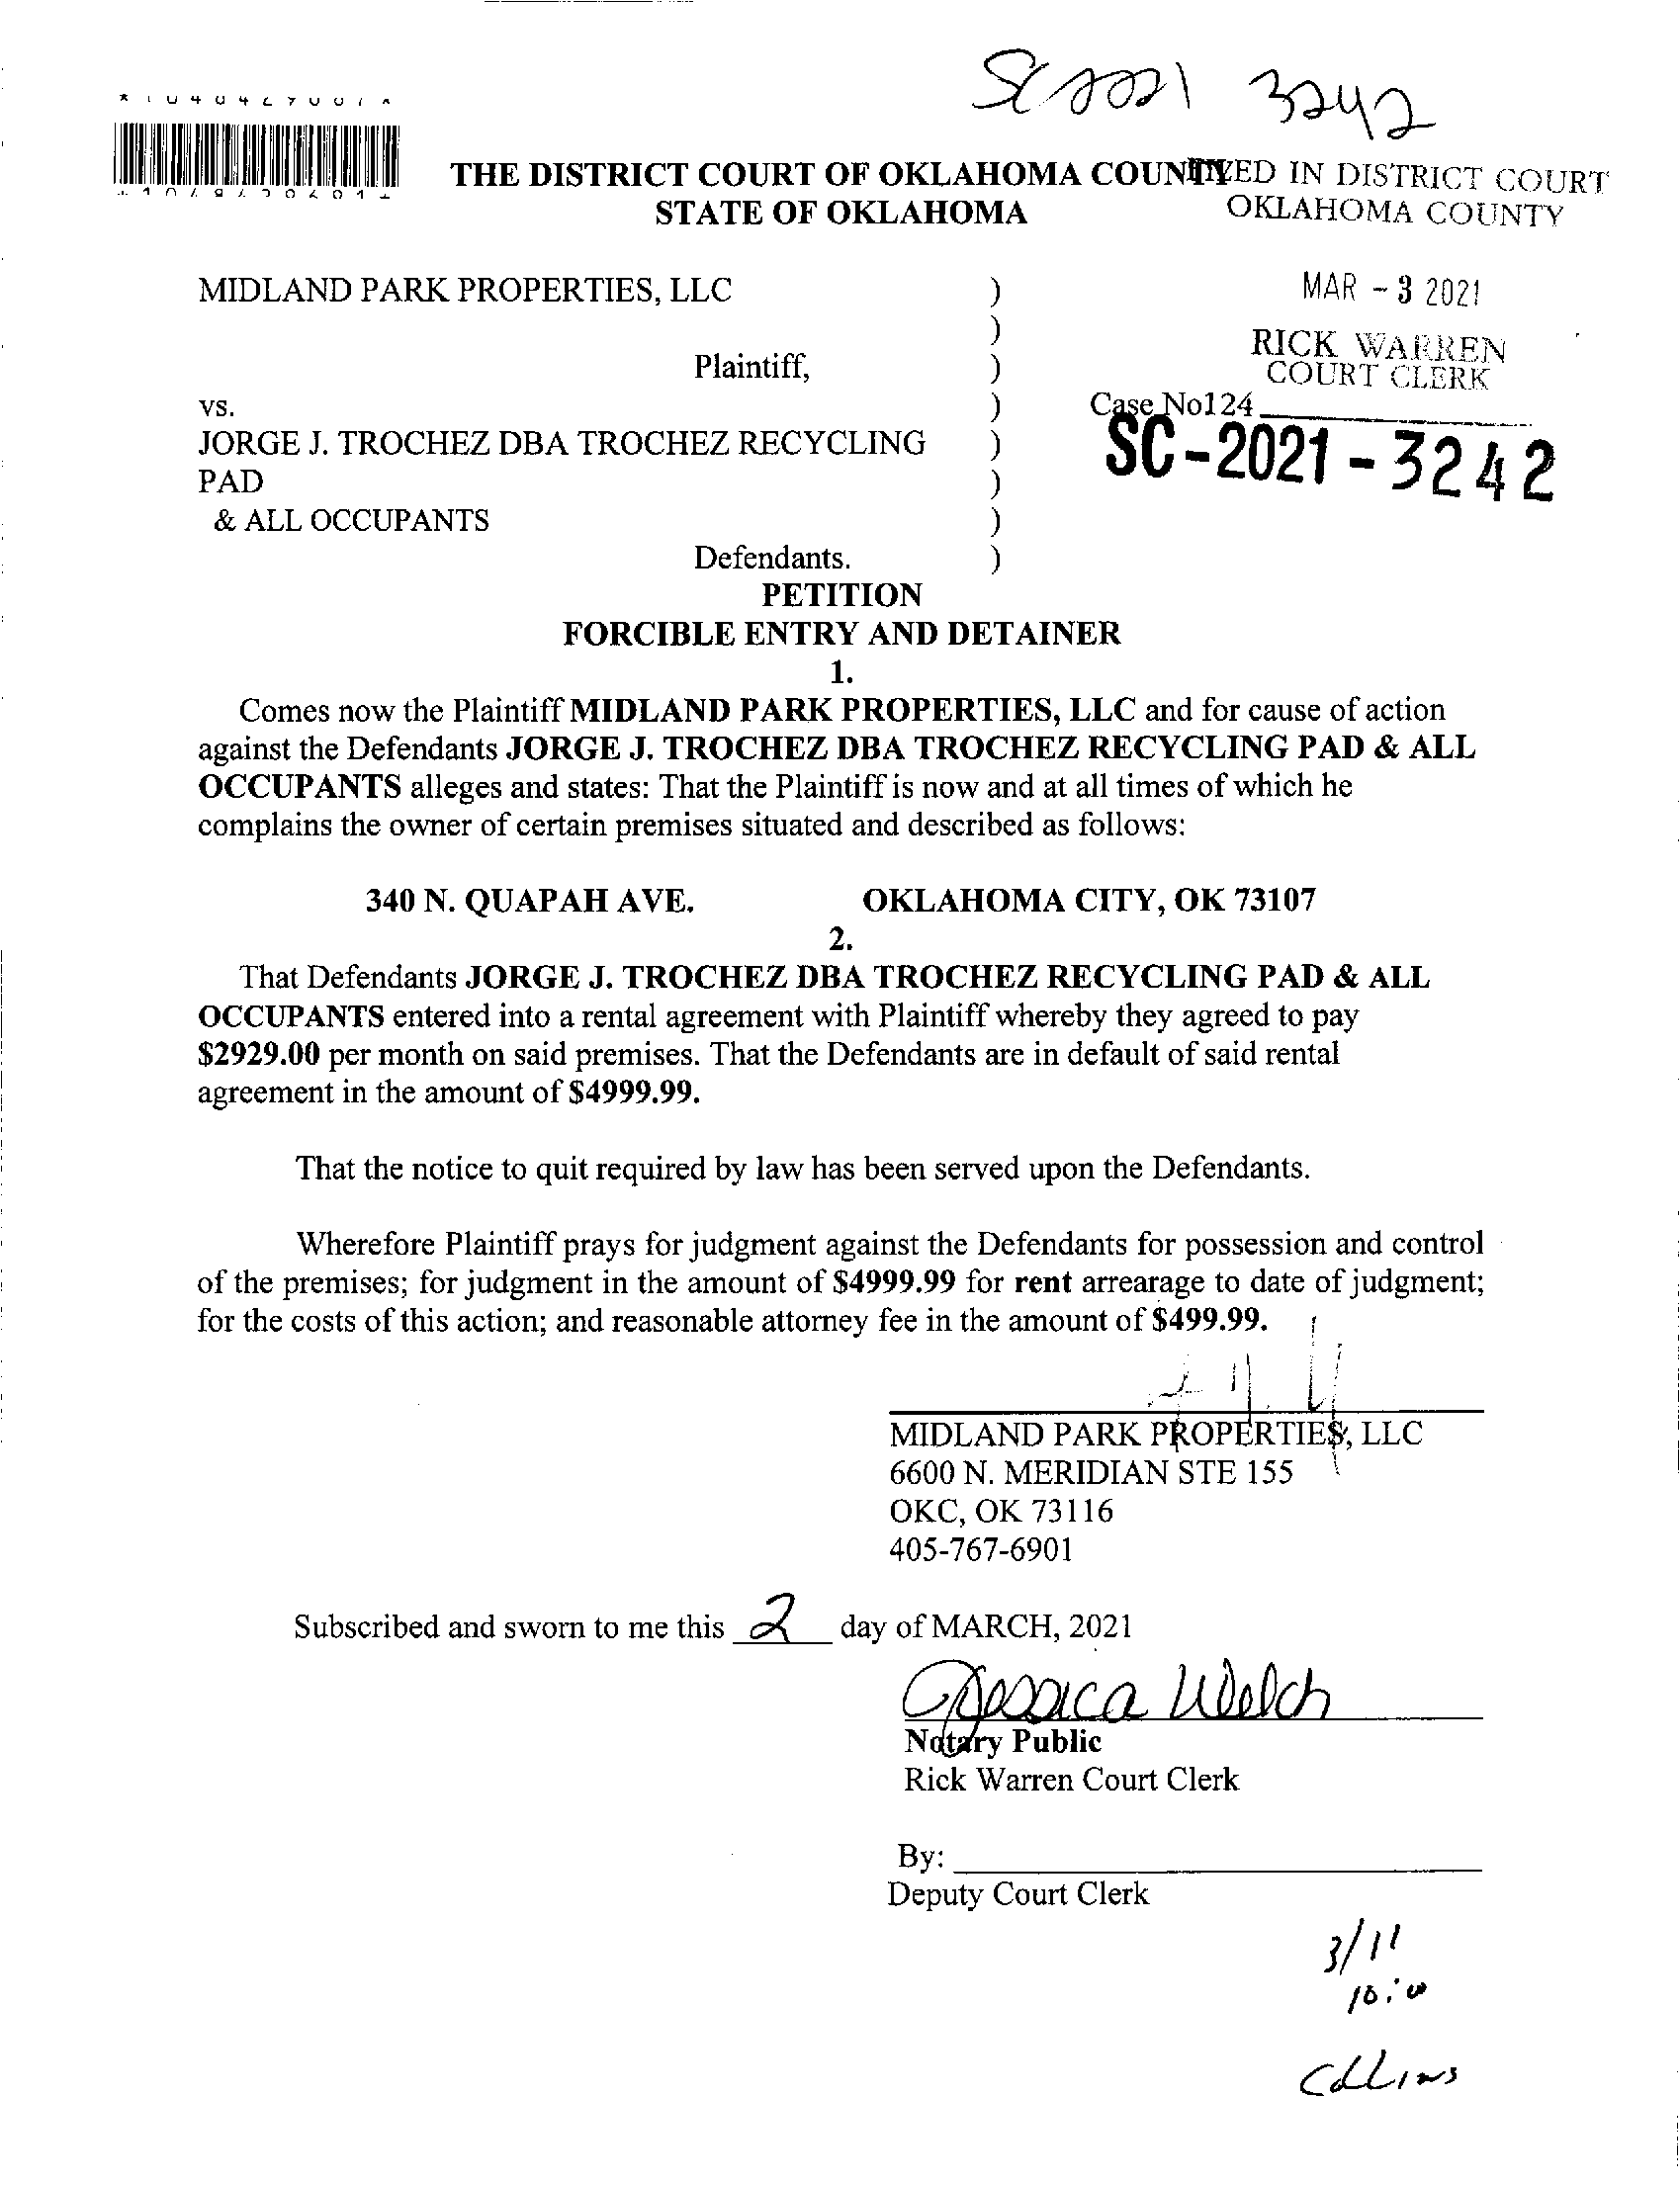 SC 2021 3242
THE DISTRICT COURT OF OKLAHOMA COUNTY
STATE OF OKLAHOMA
IN DISTRICT COURT
OKLAHOMA COUNTY
MAR - 3 2021
RICK WARREN
COURT CLERK
MIDLAND PARK PROPERTIES, LLC )
)
Plaintiff, )
vs. ) Case No124
JORGE J. TROCHEZ DBA TROCHEZ RECYCLING ) SC-2021-3242
PAD )
& ALL OCCUPANTS )
Defendants. )
PETITION
FORCIBLE ENTRY AND DETAINER
1.
Comes now the Plaintiff MIDLAND PARK PROPERTIES, LLC and for cause of action
against the Defendants JORGE J. TROCHEZ DBA TROCHEZ RECYCLING PAD & ALL
OCCUPANTS alleges and states: That the Plaintiff is now and at all times of which he
complains the owner of certain premises situated and described as follows:
340 N. QUAPAH AVE. OKLAHOMA CITY, OK 73107
2.
That Defendants JORGE J. TROCHEZ DBA TROCHEZ RECYCLING PAD & ALL
OCCUPANTS entered into a rental agreement with Plaintiff whereby they agreed to pay
$2929.00 per month on said premises. That the Defendants are in default of said rental
agreement in the amount of $4999.99.
That the notice to quit required by law has been served upon the Defendants.
Wherefore Plaintiff prays for judgment against the Defendants for possession and control
of the premises; for judgment in the amount of $4999.99 for rent arrearage to date of judgment;
for the costs of this action; and reasonable attorney fee in the amount of $499.99.
MIDLAND PARK PROPERTIES, LLC
6600 N. MERIDIAN STE 155
OKC, OK 73116
405-767-6901
Subscribed and sworn to me this 2 day of MARCH, 2021
Jessica Welch
Notary Public
Rick Warren Court Clerk
By:
Deputy Court Clerk
3/11
10:00
Collins